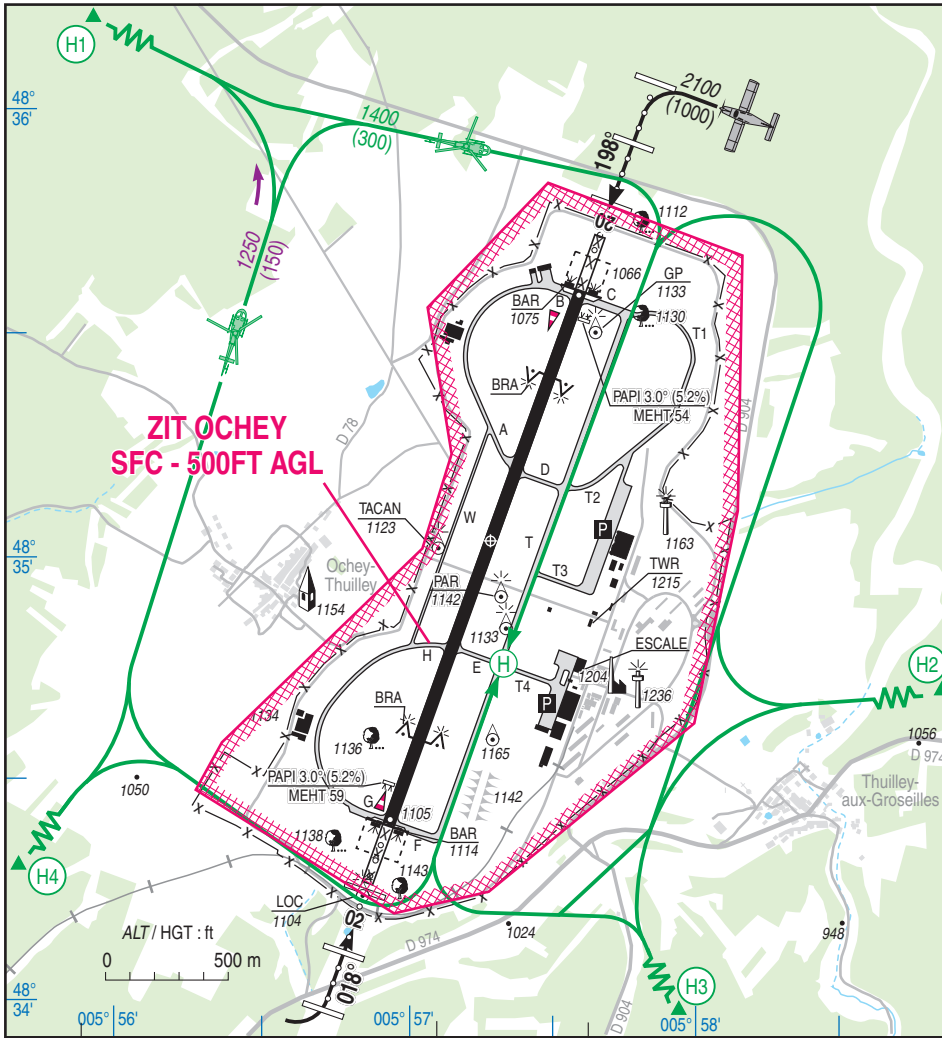 H1
48°
36'
1400
(300)
2100
(1000)
198°
20
1112
1250
(150)
1066
GP
1133
BAR
1075
B
C
1130
T1
BRA
PAPI 3.0° (5.2%)
MEHT 54
D 904
D 78
ZIT OCHEY
SFC - 500FT AGL
A
D
T2
W
TACAN
1123
T
P
1163
48°
35'
Ochey-
Thuilley
1154
PAR
1142
T3
TWR
1215
1133
ESCALE
H
E
H
T4
1204
1236
H2
P
BRA
1134
1136
1165
1056
D 974
PAPI 3.0° (5.2%)
MEHT 59
1050
1142
Thuilley-
aux-Groseilles
G
1105
BAR
1114
1138
F
H4
1143
LOC
1104
02
D 974
1024
948
ALT / HGT : ft
0
500 m
018°
H3
48°
34'
D 904
005° 56'
005° 57'
005° 58'